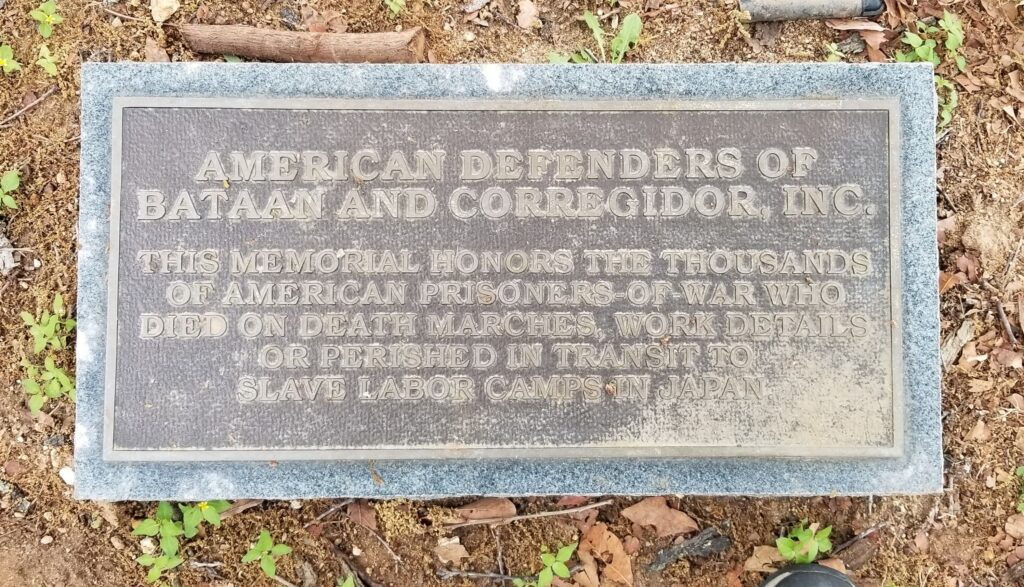 AMERICAN DEFENDERS OF
BATAAN AND CORREGIDOR, INC.
THIS MEMORIAL HONORS THE THOUSANDS
OF AMERICAN PRISONERS-OF-WAR WHO
DIED ON DEATH MARCHES, WORK DETAILS
OR PERISHED IN TRANSIT TO
SLAVE LABOR CAMPS IN JAPAN